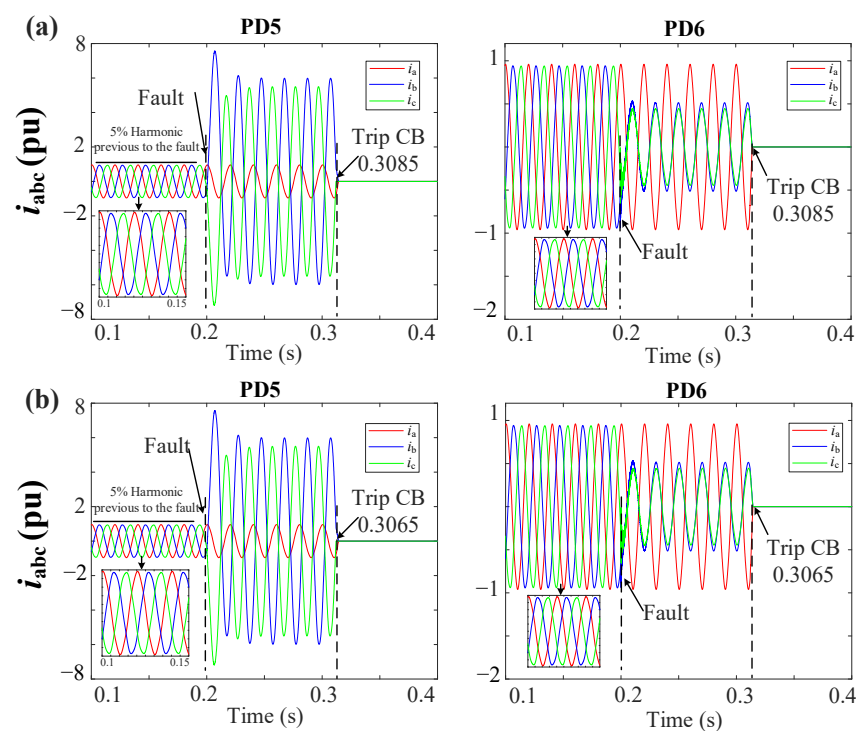 (a)
PD5
8
2
−2
−8
i_abc (pu)
Fault
5% Harmonic
previous to the fault
i_a
i_b
i_c
Trip CB
0.3085
0.1
0.15
0.1
0.2
0.3
0.4
Time (s)
PD6
1
−1
−2
i_a
i_b
i_c
Trip CB
0.3085
Fault
0.1
0.2
0.3
0.4
Time (s)
(b)
PD5
8
2
−2
−8
i_abc (pu)
Fault
5% Harmonic
previous to the fault
i_a
i_b
i_c
Trip CB
0.3065
0.1
0.15
0.1
0.2
0.3
0.4
Time (s)
PD6
1
−1
−2
i_a
i_b
i_c
Trip CB
0.3065
Fault
0.1
0.2
0.3
0.4
Time (s)